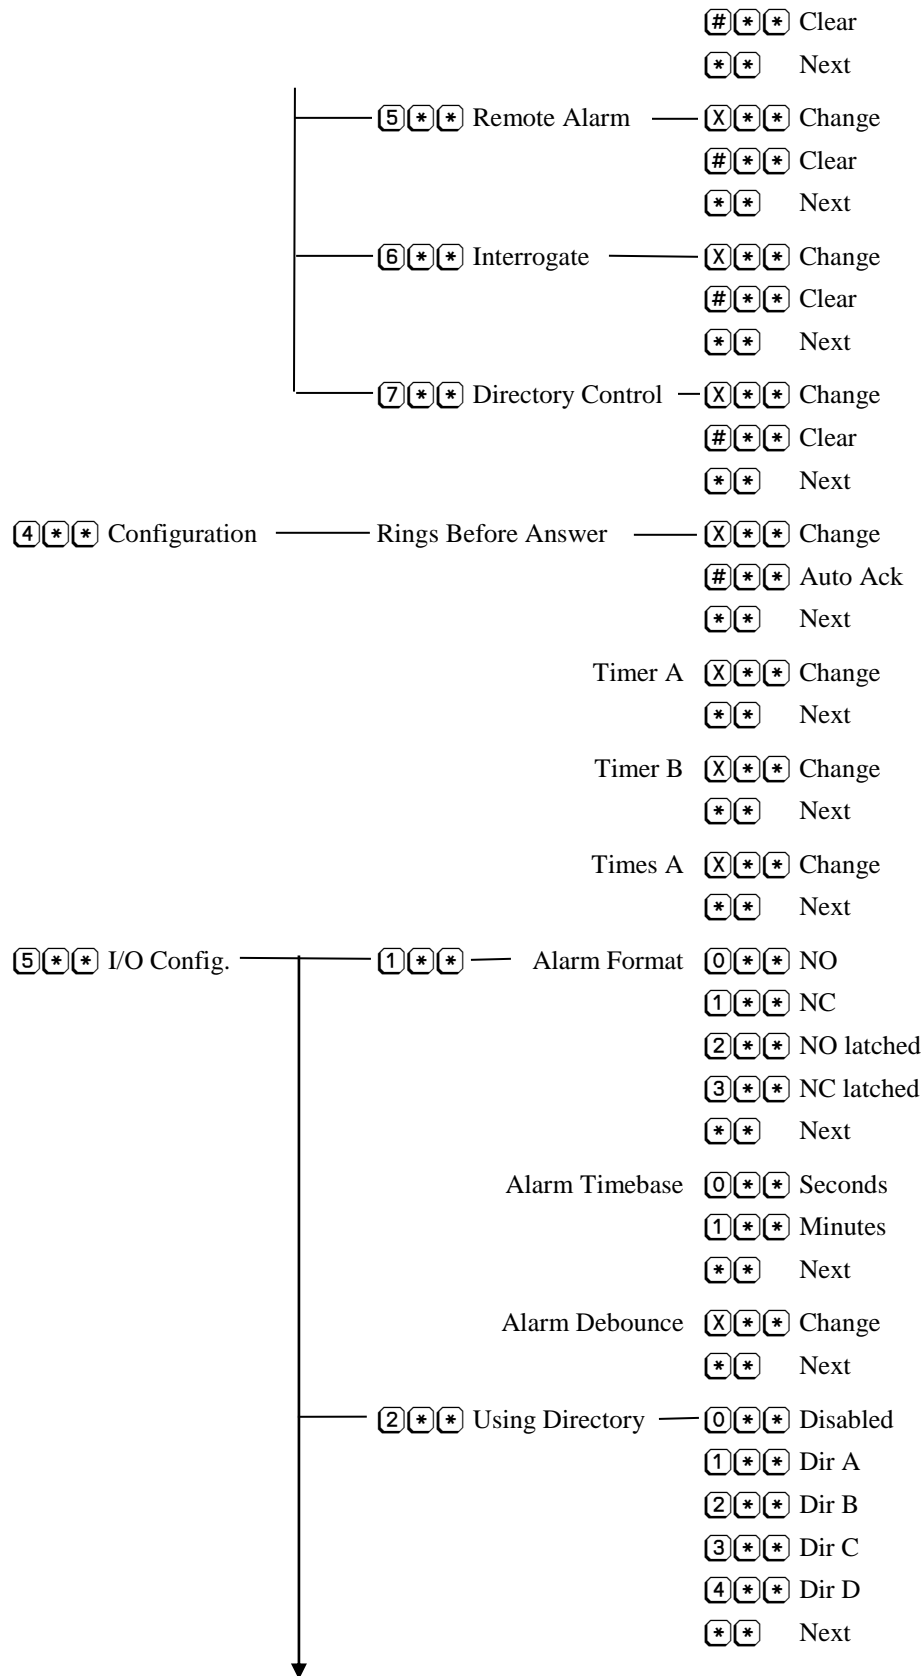 #** Clear
** Next
5** Remote Alarm X** Change
#** Clear
** Next
6** Interrogate X** Change
#** Clear
** Next
7** Directory Control X** Change
#** Clear
** Next
4** Configuration Rings Before Answer X** Change
#** Auto Ack
** Next
Timer A X** Change
** Next
Timer B X** Change
** Next
Times A X** Change
** Next
5** I/O Config. 1** Alarm Format 0** NO
1** NC
2** NO latched
3** NC latched
** Next
Alarm Timebase 0** Seconds
1** Minutes
** Next
Alarm Debounce X** Change
** Next
2** Using Directory 0** Disabled
1** Dir A
2** Dir B
3** Dir C
4** Dir D
** Next